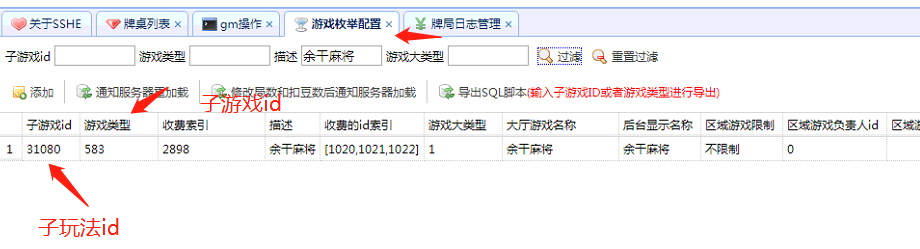 关于SSHE 牌桌列表 × gm操作 × 游戏枚举配置 × 牌局日志管理 ×
子游戏id 游戏类型 描述 余干麻将 游戏大类型 过滤 重置过滤
添加 通知服务器重加载 修改局数和扣豆数后通知服务器加载 导出SQL脚本(输入子游戏ID或者游戏类型进行导出)
子游戏id
子游戏id 游戏类型 收费索引 描述 收费的id索引 游戏大类型 大厅游戏名称 后台显示名称 区域游戏限制 区域游戏负责人id 区域游
1 31080 583 2898 余干麻将 [1020,1021,1022] 1 余干麻将 余干麻将 不限制 0
子玩法id